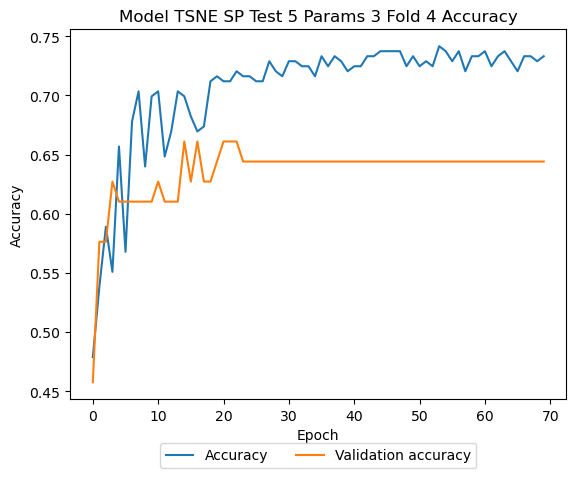 Model TSNE SP Test 5 Params 3 Fold 4 Accuracy
0.75
0.70
0.65
0.60
0.55
0.50
0.45
Accuracy
0 10 20 30 40 50 60 70
Epoch
Accuracy Validation accuracy